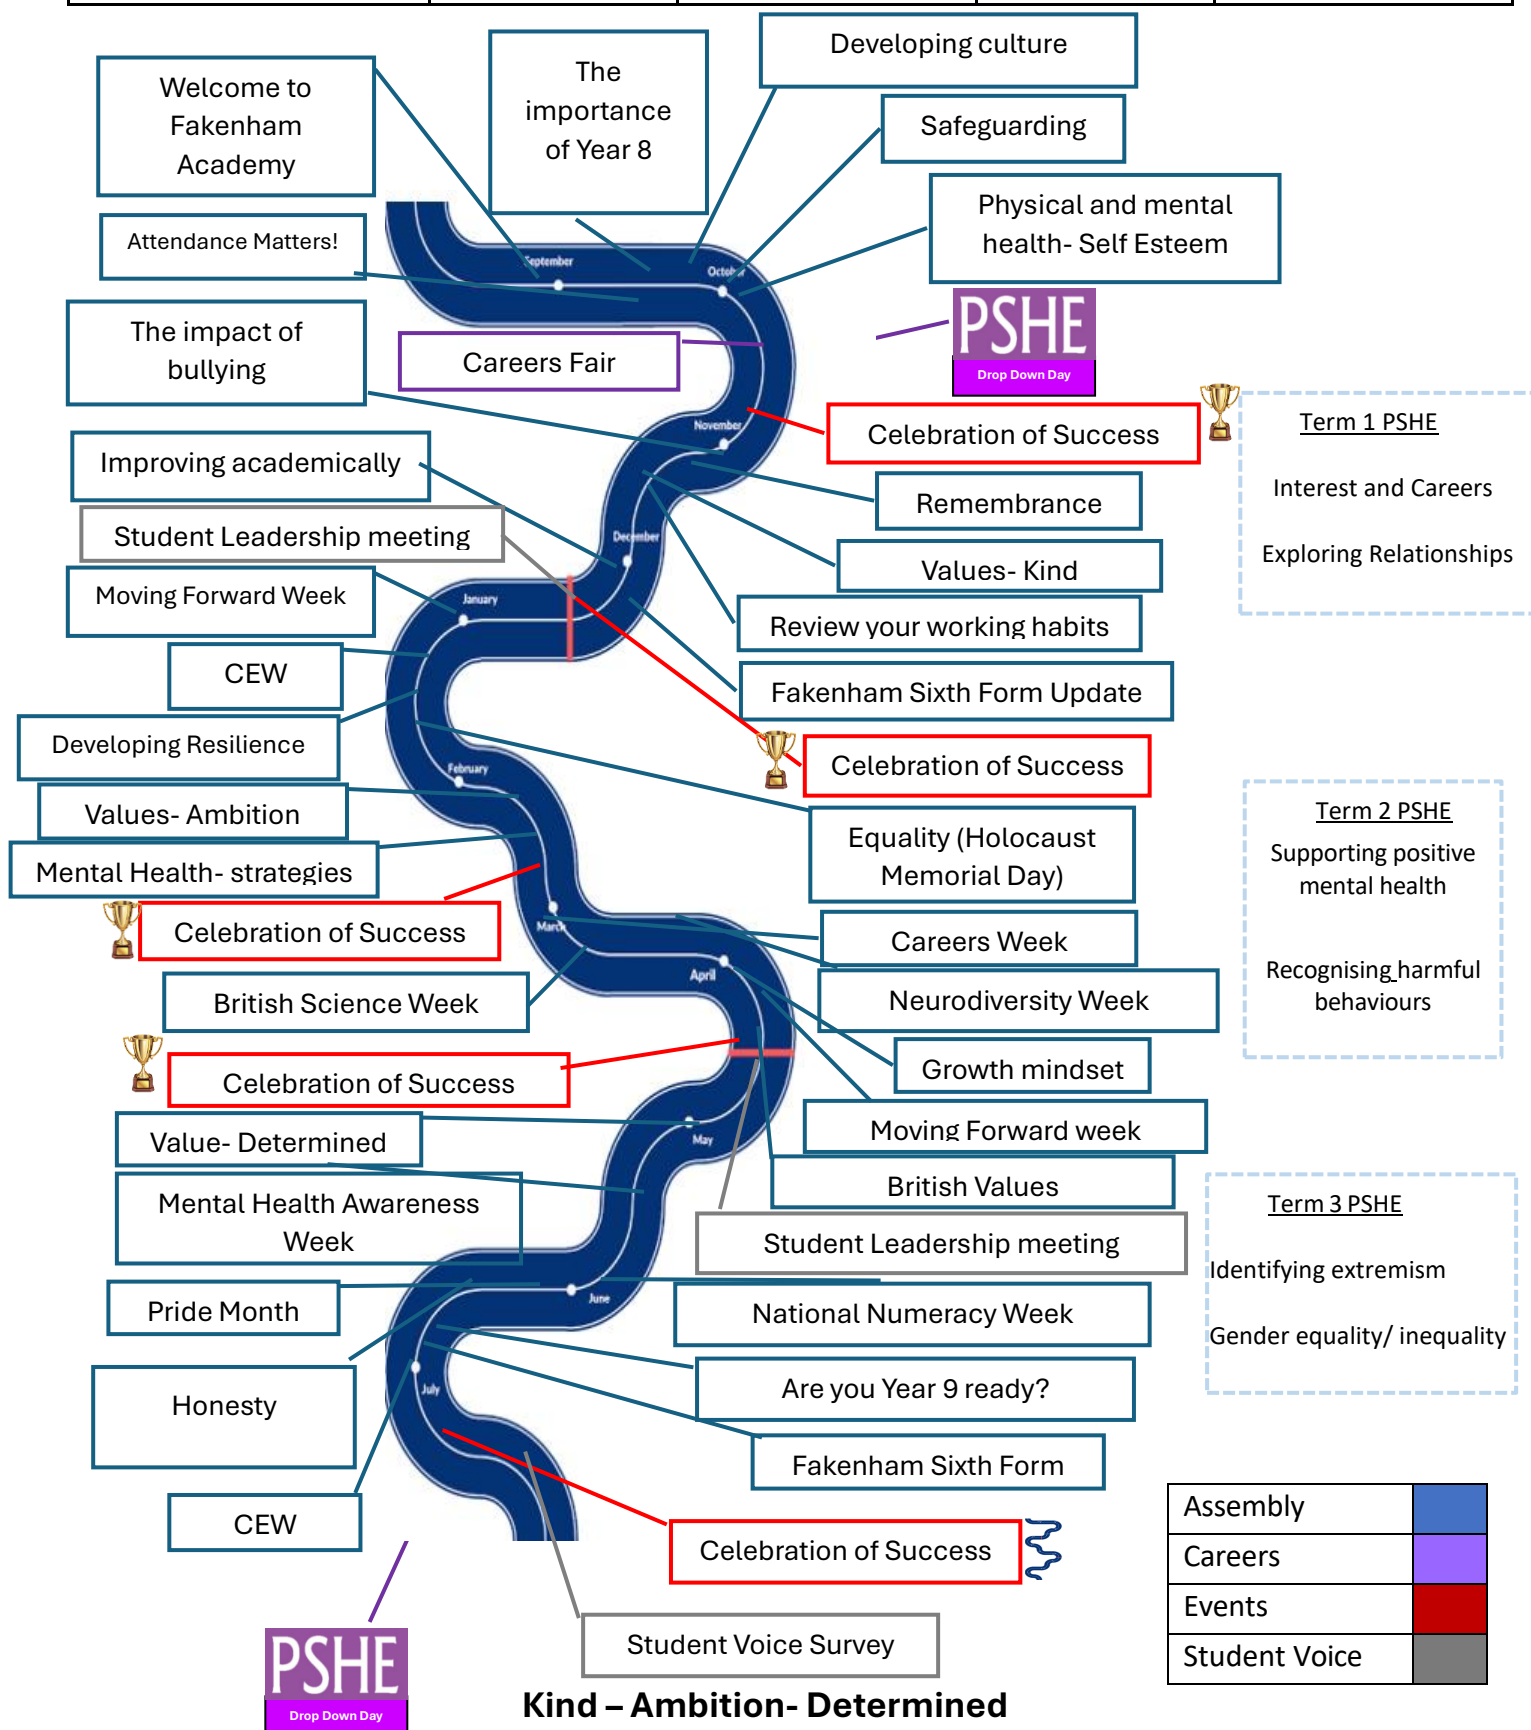 Developing culture
The
importance
of Year 8
Welcome to
Fakenham
Academy
Safeguarding
Physical and mental
health- Self Esteem
Attendance Matters!
September
October
The impact of
bullying
Careers Fair
PSHE
Drop Down Day
November
Celebration of Success
Term 1 PSHE
Interest and Careers
Exploring Relationships
Improving academically
Remembrance
Student Leadership meeting
December
Values- Kind
Moving Forward Week
January
Review your working habits
CEW
Fakenham Sixth Form Update
Developing Resilience
February
Celebration of Success
Values- Ambition
Equality (Holocaust
Memorial Day)
Term 2 PSHE
Supporting positive
mental health
Recognising harmful
behaviours
Mental Health- strategies
Celebration of Success
March
Careers Week
April
British Science Week
Neurodiversity Week
Growth mindset
Celebration of Success
Moving Forward week
Value- Determined
May
British Values
Mental Health Awareness
Week
Student Leadership meeting
Term 3 PSHE
Identifying extremism
Gender equality/ inequality
Pride Month
June
National Numeracy Week
Are you Year 9 ready?
Honesty
July
Fakenham Sixth Form
CEW
Celebration of Success
Assembly
Careers
Events
Student Voice
Student Voice Survey
PSHE
Drop Down Day
Kind – Ambition- Determined